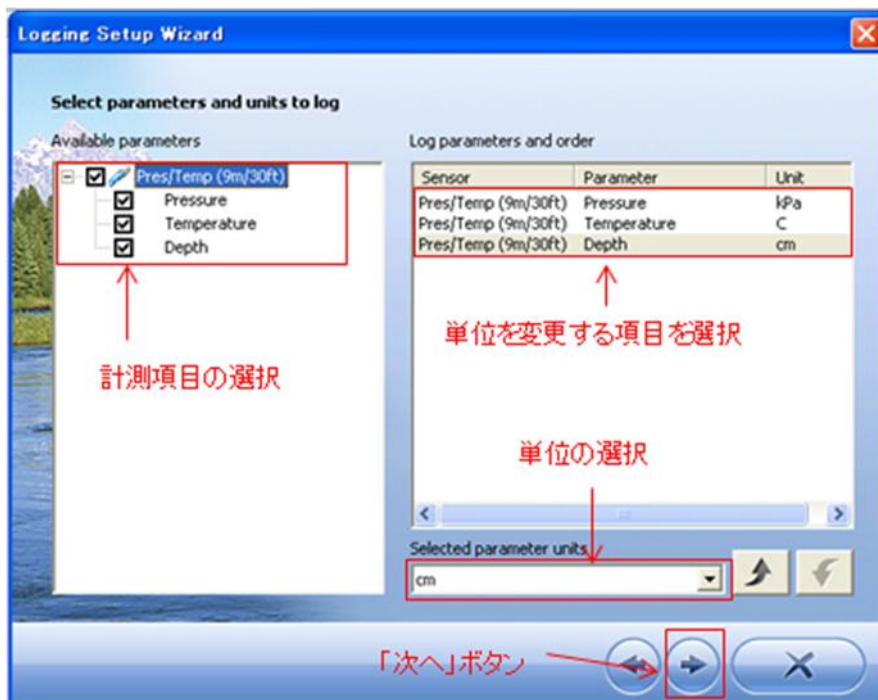 Logging Setup Wizard
Select parameters and units to log
Available parameters
Pres/Temp (9m/30ft)
Pressure
Temperature
Depth
計測項目の選択
Log parameters and order
Sensor Parameter Unit
Pres/Temp (9m/30ft) Pressure kPa
Pres/Temp (9m/30ft) Temperature C
Pres/Temp (9m/30ft) Depth cm
単位を変更する項目を選択
単位の選択
Selected parameter units
cm
「次へ」ボタン